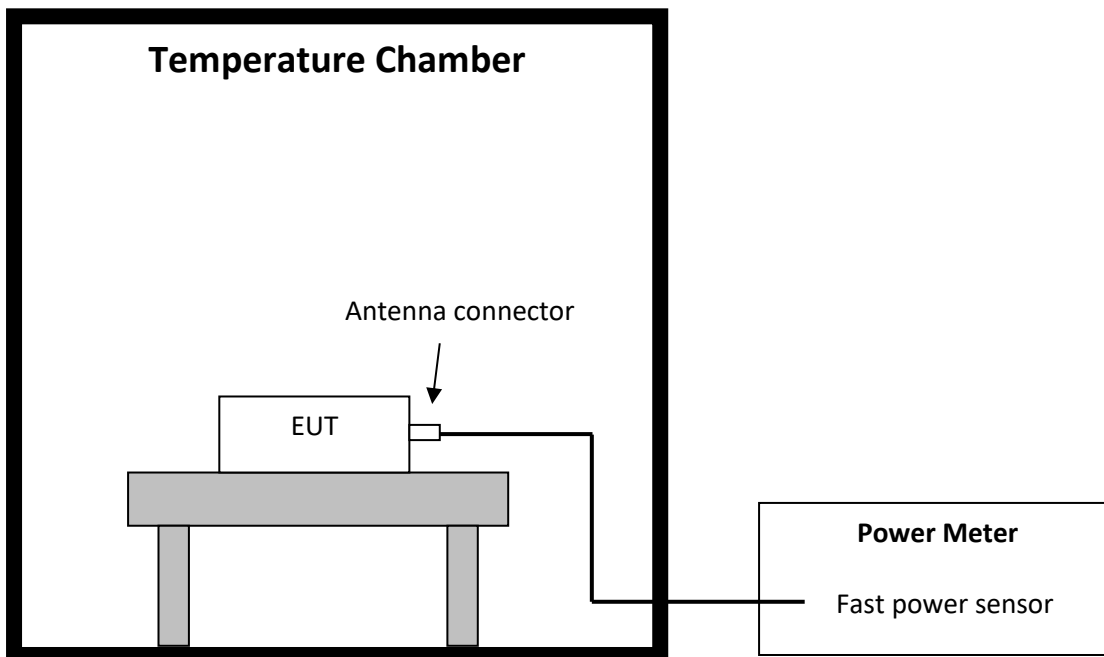 Temperature Chamber
Antenna connector
EUT
Power Meter
Fast power sensor